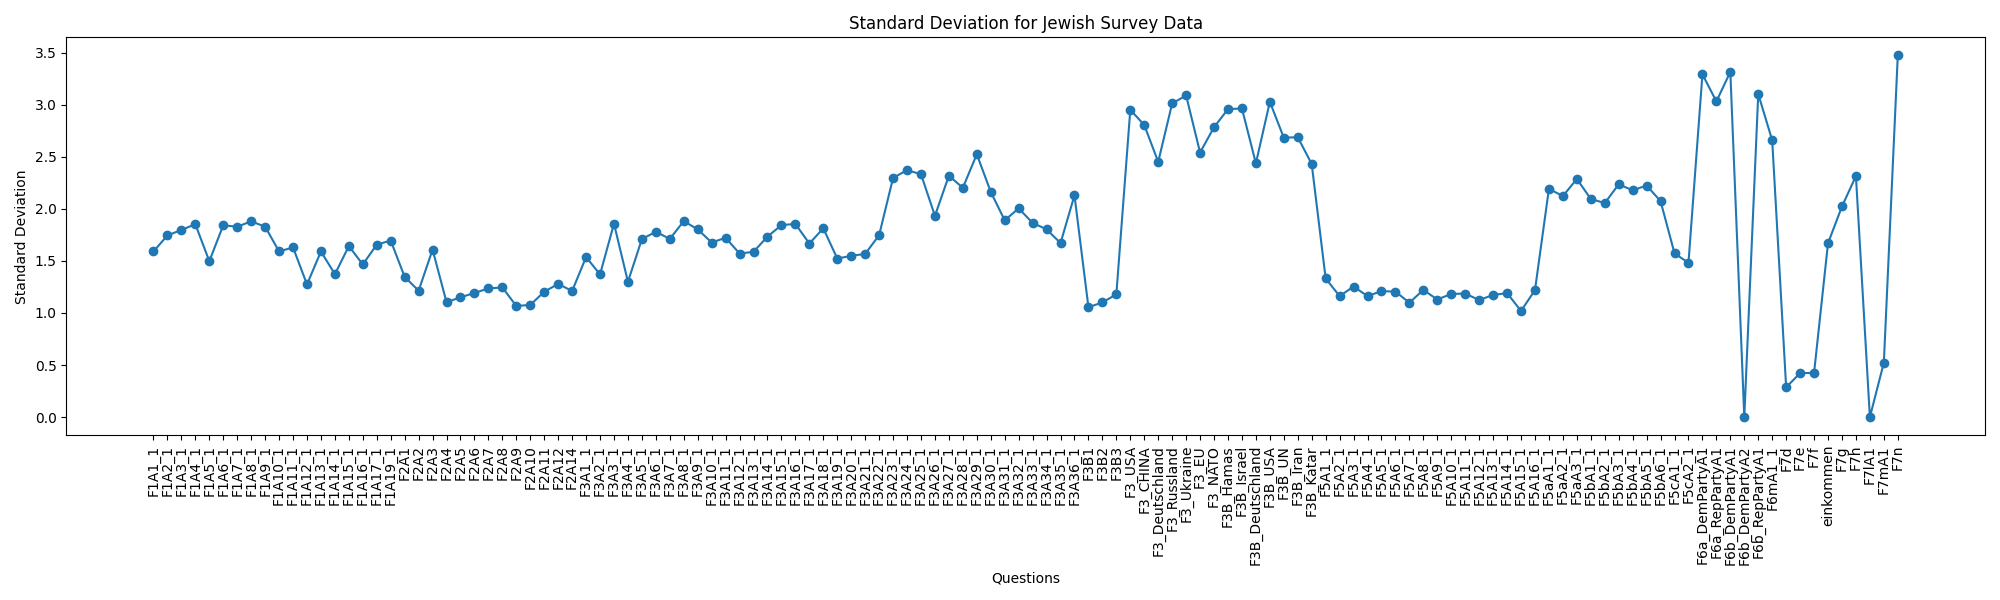 Standard Deviation for Jewish Survey Data
Standard Deviation
3.5
3.0
2.5
2.0
1.5
1.0
0.5
0.0
F1A1_1
F1A2_1
F1A3_1
F1A4_1
F1A5_1
F1A6_1
F1A7_1
F1A8_1
F1A9_1
F1A10_1
F1A11_1
F1A12_1
F1A13_1
F1A14_1
F1A15_1
F1A16_1
F1A17_1
F1A19_1
F2A1
F2A2
F2A3
F2A4
F2A5
F2A6
F2A7
F2A8
F2A9
F2A10
F2A11
F2A12
F2A14
F3A1_1
F3A2_1
F3A3_1
F3A4_1
F3A5_1
F3A6_1
F3A7_1
F3A8_1
F3A9_1
F3A10_1
F3A11_1
F3A12_1
F3A13_1
F3A14_1
F3A15_1
F3A16_1
F3A17_1
F3A18_1
F3A19_1
F3A20_1
F3A21_1
F3A22_1
F3A23_1
F3A24_1
F3A25_1
F3A26_1
F3A27_1
F3A28_1
F3A29_1
F3A30_1
F3A31_1
F3A32_1
F3A33_1
F3A34_1
F3A35_1
F3A36_1
F3B1
F3B2
F3B3
F3_USA
F3_CHINA
F3_Deutschland
F3_Russland
F3_Ukraine
F3_EU
F3_NATO
F3B_Hamas
F3B_Israel
F3B_Deutschland
F3B_USA
F3B_UN
F3B_Iran
F3B_Katar
F5A1_1
F5A2_1
F5A3_1
F5A4_1
F5A5_1
F5A6_1
F5A7_1
F5A8_1
F5A9_1
F5A10_1
F5A11_1
F5A12_1
F5A13_1
F5A14_1
F5A15_1
F5A16_1
F5aA1_1
F5aA2_1
F5aA3_1
F5bA1_1
F5bA2_1
F5bA3_1
F5bA4_1
F5bA5_1
F5bA6_1
F5cA1_1
F5cA2_1
F6a_DemPartyA1
F6a_RepPartyA1
F6b_DemPartyA1
F6b_DemPartyA2
F6b_RepPartyA1
F6mA1_1
F7d
F7e
F7f
einkommen
F7g
F7h
F7lA1
F7mA1
F7n
Questions